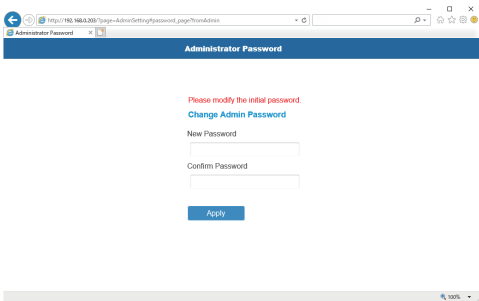 http://192.168.0.203/?page=AdminSetting#password_page?fromAdmin
Administrator Password
Administrator Password
Please modify the initial password.
Change Admin Password
New Password
Confirm Password
Apply
100%